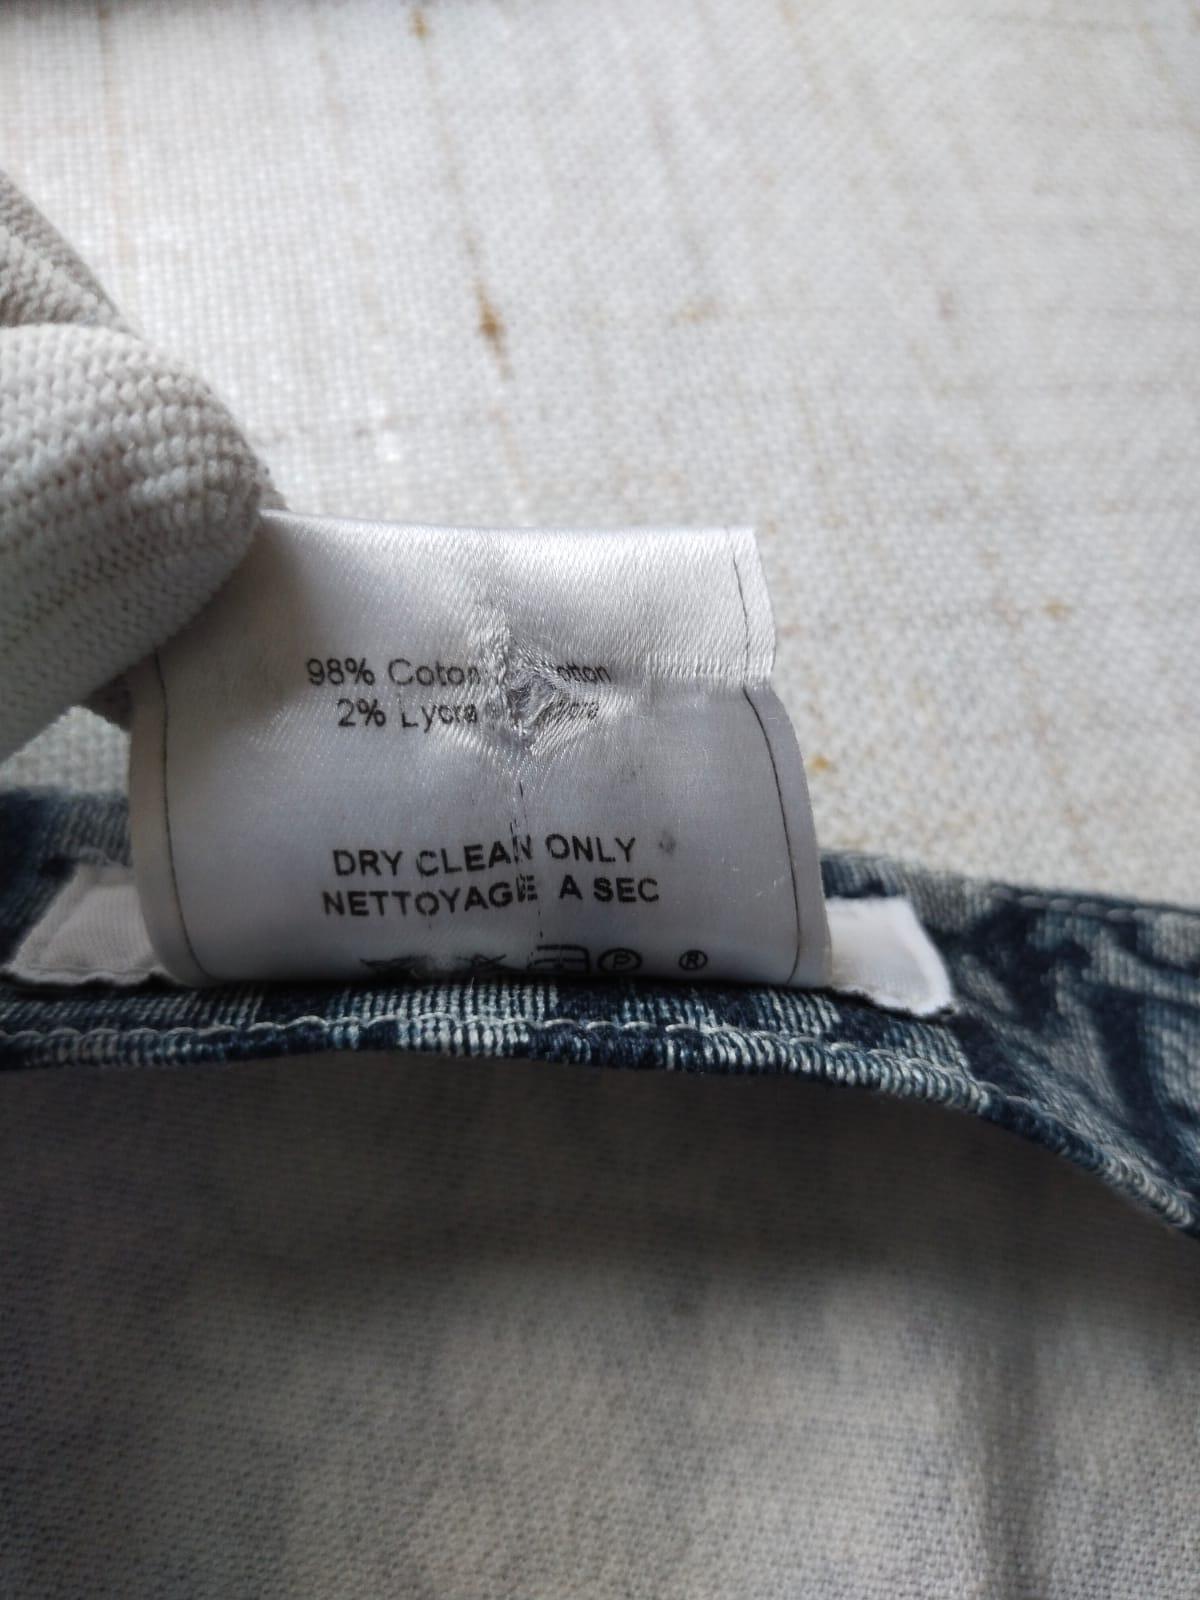 98% Coton
2% Lycra
DRY CLEAN ONLY
NETTOYAGE A SEC
P ®